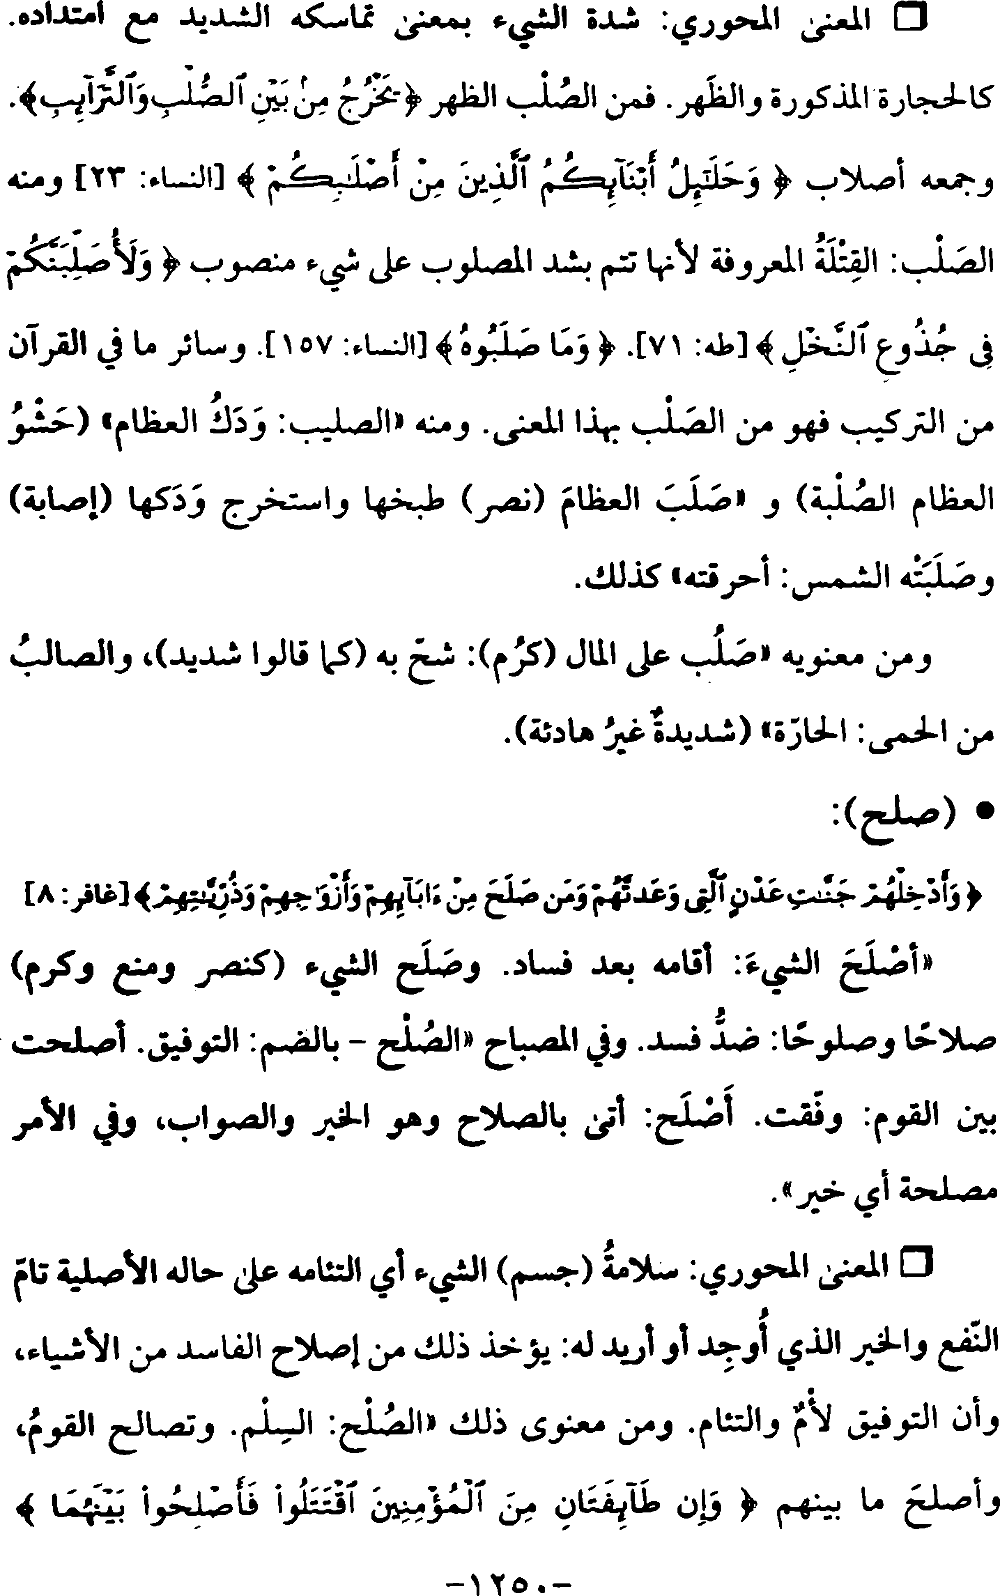 ❒ المعنى المحوري: شدة الشيء بمعنى تماسكه الشديد مع امتداده.
كالحجارة المذكورة والظَهر. فمن الصُلْب الظهر ﴿يَخْرُجُ مِنۢ بَيْنِ ٱلصُّلْبِ وَٱلتَّرَآئِبِ﴾.
وجمعه أصلاب ﴿ وَحَلَٰٓئِلُ أَبْنَآئِكُمُ ٱلَّذِينَ مِنْ أَصْلَٰبِكُمْ ﴾ [النساء: ٢٣] ومنه
الصَلْب: القِتْلَةُ المعروفة لأنها تتم بشد المصلوب على شيء منصوب ﴿ وَلَأُصَلِّبَنَّكُمْ
فِى جُذُوعِ ٱلنَّخْلِ ﴾ [طه: ٧١]. ﴿ وَمَا صَلَبُوهُ ﴾ [النساء: ١٥٧]. وسائر ما في القرآن
من التركيب فهو من الصَلْب بهذا المعنى. ومنه «الصليب: وَدَكُ العظام» (حَشْوُ
العظام الصُلْبة) و «صَلَبَ العظامَ (نصر) طبخها واستخرج وَدَكها (إصابة)
وصَلَبَتْه الشمس: أحرقته» كذلك.
ومن معنويه «صَلُب على المال (كرُم): شحّ به (كما قالوا شديد)، والصالبُ
من الحمى: الحارّة» (شديدةٌ غيرُ هادئة).
• (صلح):
﴿ وَأَدْخِلْهُمْ جَنَّٰتِ عَدْنٍ ٱلَّتِى وَعَدتَّهُمْ وَمَن صَلَحَ مِنْ ءَابَآئِهِمْ وَأَزْوَٰجِهِمْ وَذُرِّيَّٰتِهِمْ ﴾ [غافر: ٨]
«أصْلَحَ الشيءَ: أقامه بعد فساد. وصَلَح الشيء (كنصر ومنع وكرم)
صلاحًا وصلوحًا: ضدُّ فسد. وفي المصباح «الصُلْح - بالضم: التوفيق. أصلحت
بين القوم: وفّقت. أَصْلَح: أتى بالصلاح وهو الخير والصواب، وفي الأمر
مصلحة أي خير».
❒ المعنى المحوري: سلامةُ (جسم) الشيء أي التئامه على حاله الأصلية تامّ
النّفع والخير الذي أُوجِد أو أريد له: يؤخذ ذلك من إصلاح الفاسد من الأشياء،
وأن التوفيق لأْمٌ والتئام. ومن معنوى ذلك «الصُلْح: السِلْم. وتصالح القومُ،
وأصلحَ ما بينهم ﴿ وَإِن طَآئِفَتَانِ مِنَ ٱلْمُؤْمِنِينَ ٱقْتَتَلُوا۟ فَأَصْلِحُوا۟ بَيْنَهُمَا ﴾
-١٢٥٠-